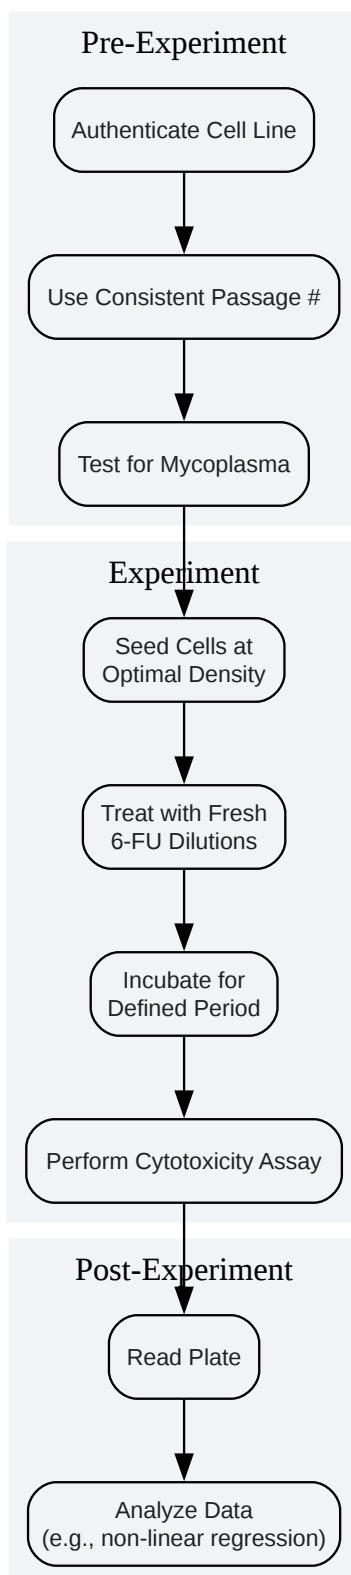 Pre-Experiment
Authenticate Cell Line
Use Consistent Passage #
Test for Mycoplasma
Experiment
Seed Cells at
Optimal Density
Treat with Fresh
6-FU Dilutions
Incubate for
Defined Period
Perform Cytotoxicity Assay
Post-Experiment
Read Plate
Analyze Data
(e.g., non-linear regression)